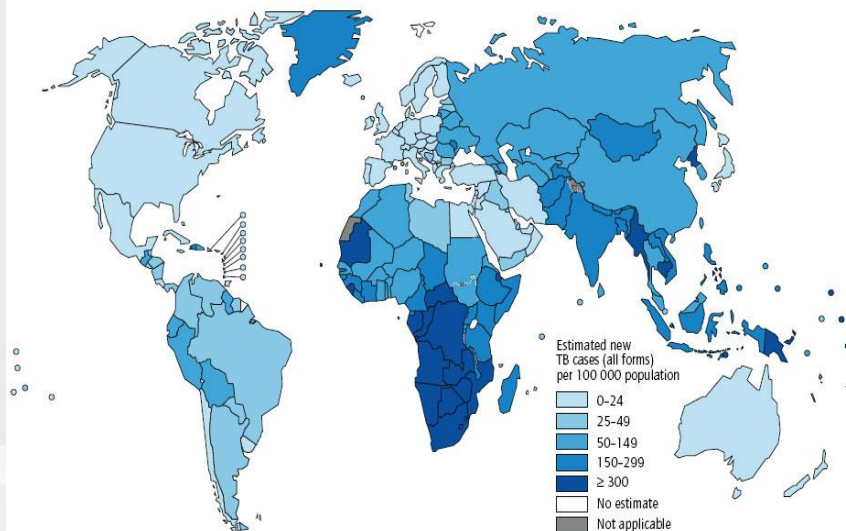 Estimated new
TB cases (all forms)
per 100 000 population
0–24
25–49
50–149
150–299
≥ 300
No estimate
Not applicable